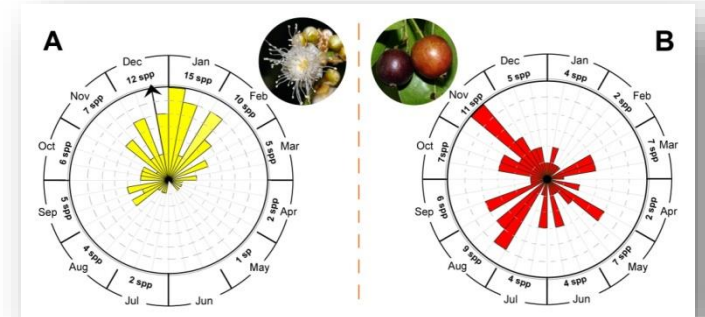 A
Jan
15 spp
Feb
10 spp
Mar
5 spp
Apr
2 spp
May
1 sp
Jun
Jul
2 spp
Aug
4 spp
Sep
5 spp
Oct
6 spp
Nov
7 spp
Dec
12 spp
B
Jan
4 spp
Feb
2 spp
Mar
7 spp
Apr
2 spp
May
7 spp
Jun
4 spp
Jul
4 spp
Aug
9 spp
Sep
6 spp
Oct
7spp
Nov
11 spp
Dec
5 spp